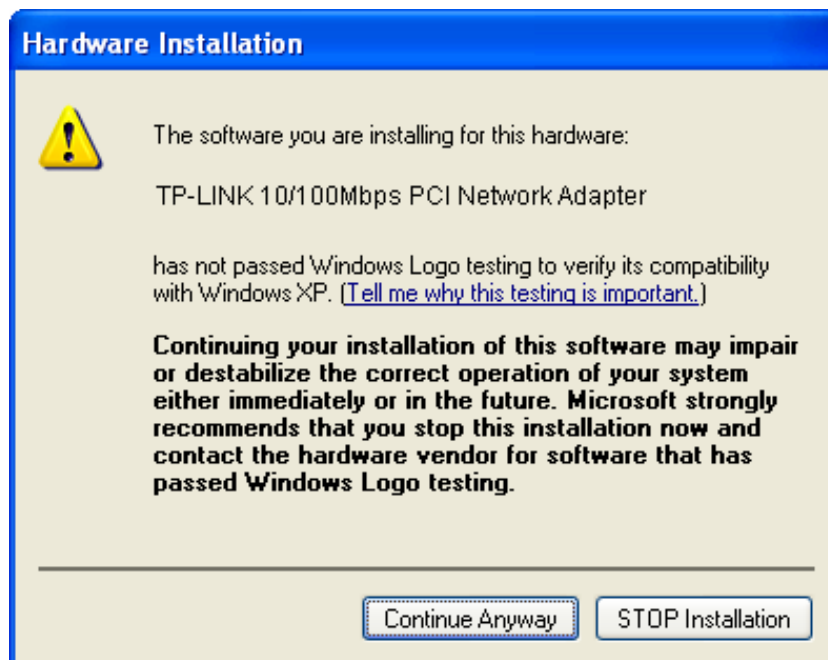 Hardware Installation
The software you are installing for this hardware:
TP-LINK 10/100Mbps PCI Network Adapter
has not passed Windows Logo testing to verify its compatibility
with Windows XP. (Tell me why this testing is important.)
Continuing your installation of this software may impair
or destabilize the correct operation of your system
either immediately or in the future. Microsoft strongly
recommends that you stop this installation now and
contact the hardware vendor for software that has
passed Windows Logo testing.
Continue Anyway
STOP Installation